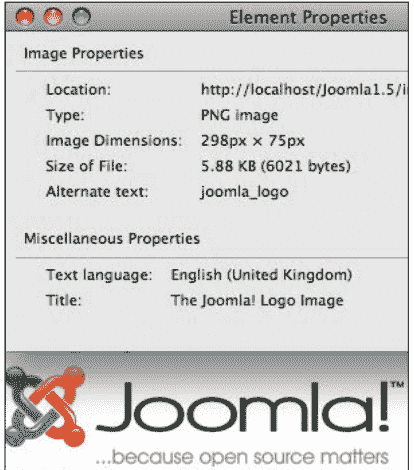 Element Properties
Image Properties
Location: http://localhost/Joomla1.5/i
Type: PNG image
Image Dimensions: 298px × 75px
Size of File: 5.88 KB (6021 bytes)
Alternate text: joomla_logo
Miscellaneous Properties
Text language: English (United Kingdom)
Title: The Joomla! Logo Image
Joomla!™
...because open source matters